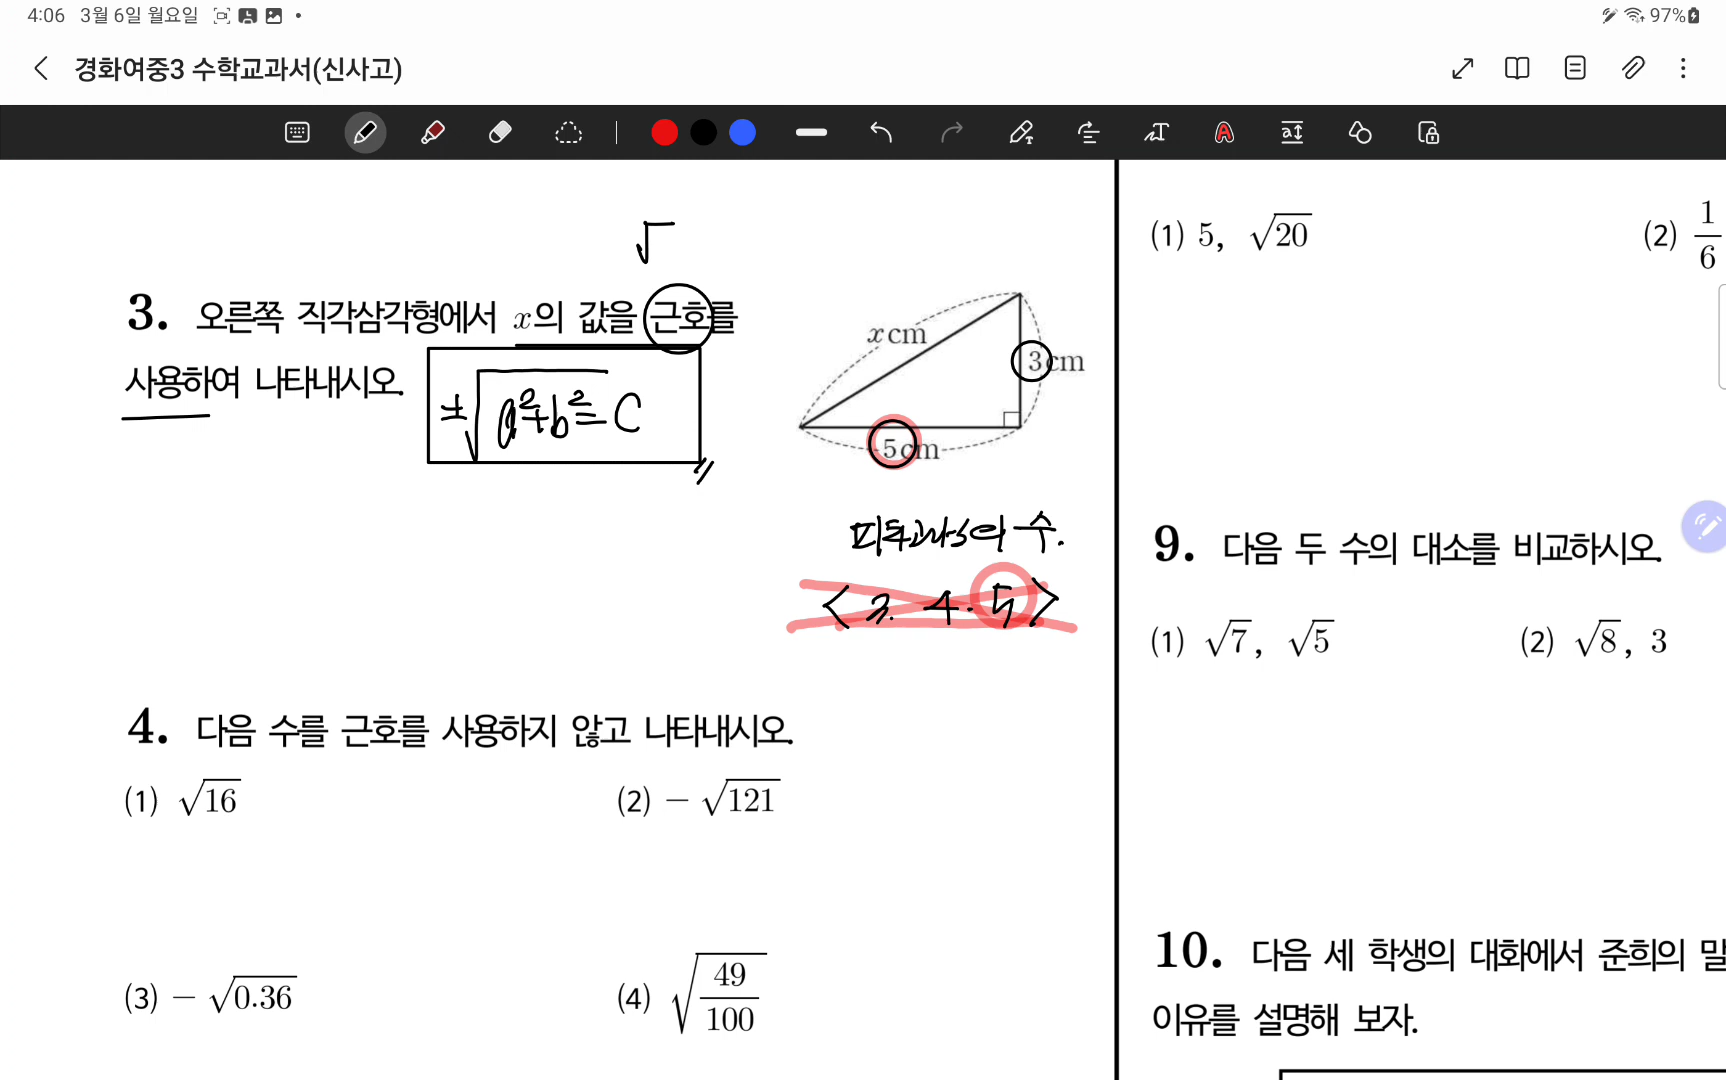 4:06 3월 6일 월요일
97%
경화여중3 수학교과서(신사고)
√
3. 오른쪽 직각삼각형에서 x의 값을 근호를
사용하여 나타내시오.
±√a²+b² = C
x cm
3 cm
5 cm
피타고라스의 수.
<3. 4. 5>
4. 다음 수를 근호를 사용하지 않고 나타내시오.
(1) √16
(2) −√121
(3) −√0.36
(4) √49/100
(1) 5, √20
(2) 1/6
9. 다음 두 수의 대소를 비교하시오.
(1) √7, √5
(2) √8, 3
10. 다음 세 학생의 대화에서 준희의 말
이유를 설명해 보자.